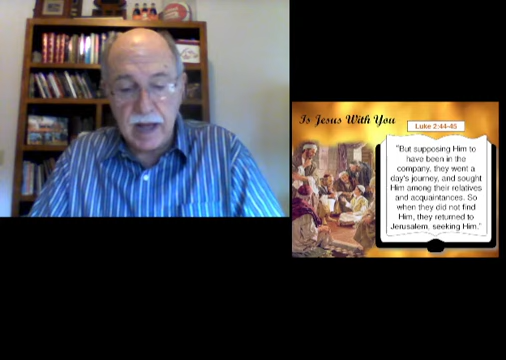 Is Jesus With You
Luke 2:44-45
"But supposing Him to
have been in the
company, they went a
day's journey, and sought
Him among their relatives
and acquaintances. So
when they did not find
Him, they returned to
Jerusalem, seeking Him."